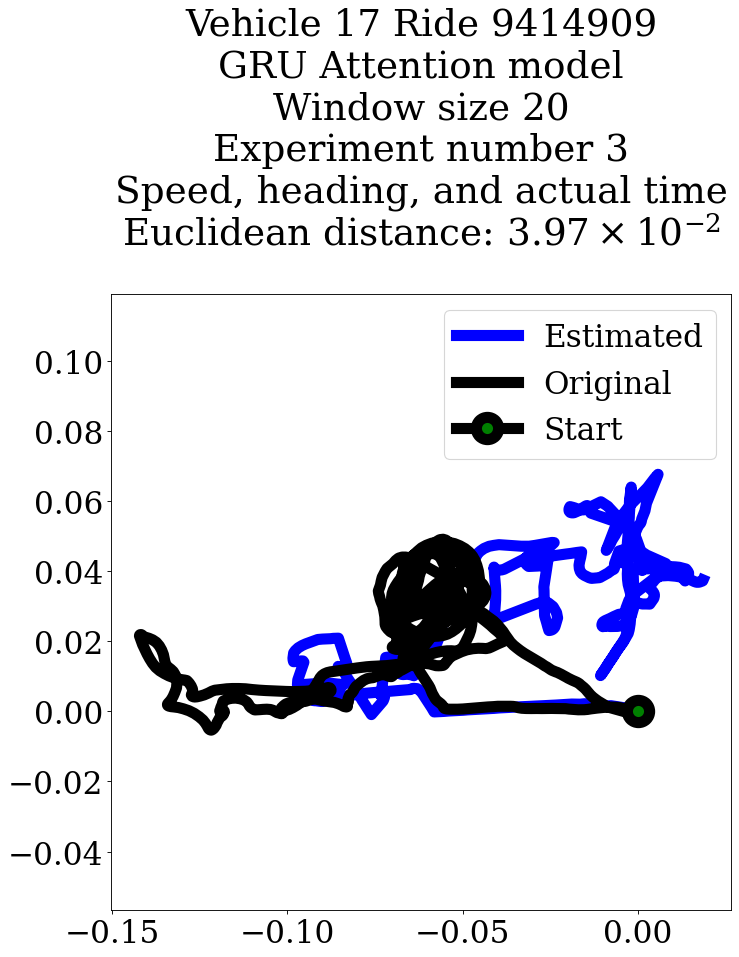 Vehicle 17 Ride 9414909
GRU Attention model
Window size 20
Experiment number 3
Speed, heading, and actual time
Euclidean distance: 3.97 × 10⁻²
Estimated
Original
Start
0.10
0.08
0.06
0.04
0.02
0.00
−0.02
−0.04
−0.15
−0.10
−0.05
0.00